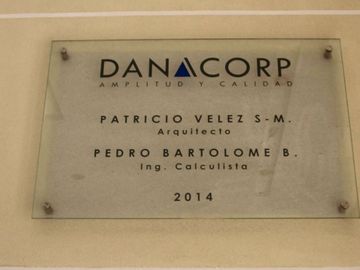 DANACORP
AMPLITUD Y CALIDAD
PATRICIO VELEZ S-M.
Arquitecto
PEDRO BARTOLOME B.
Ing. Calculista
2014